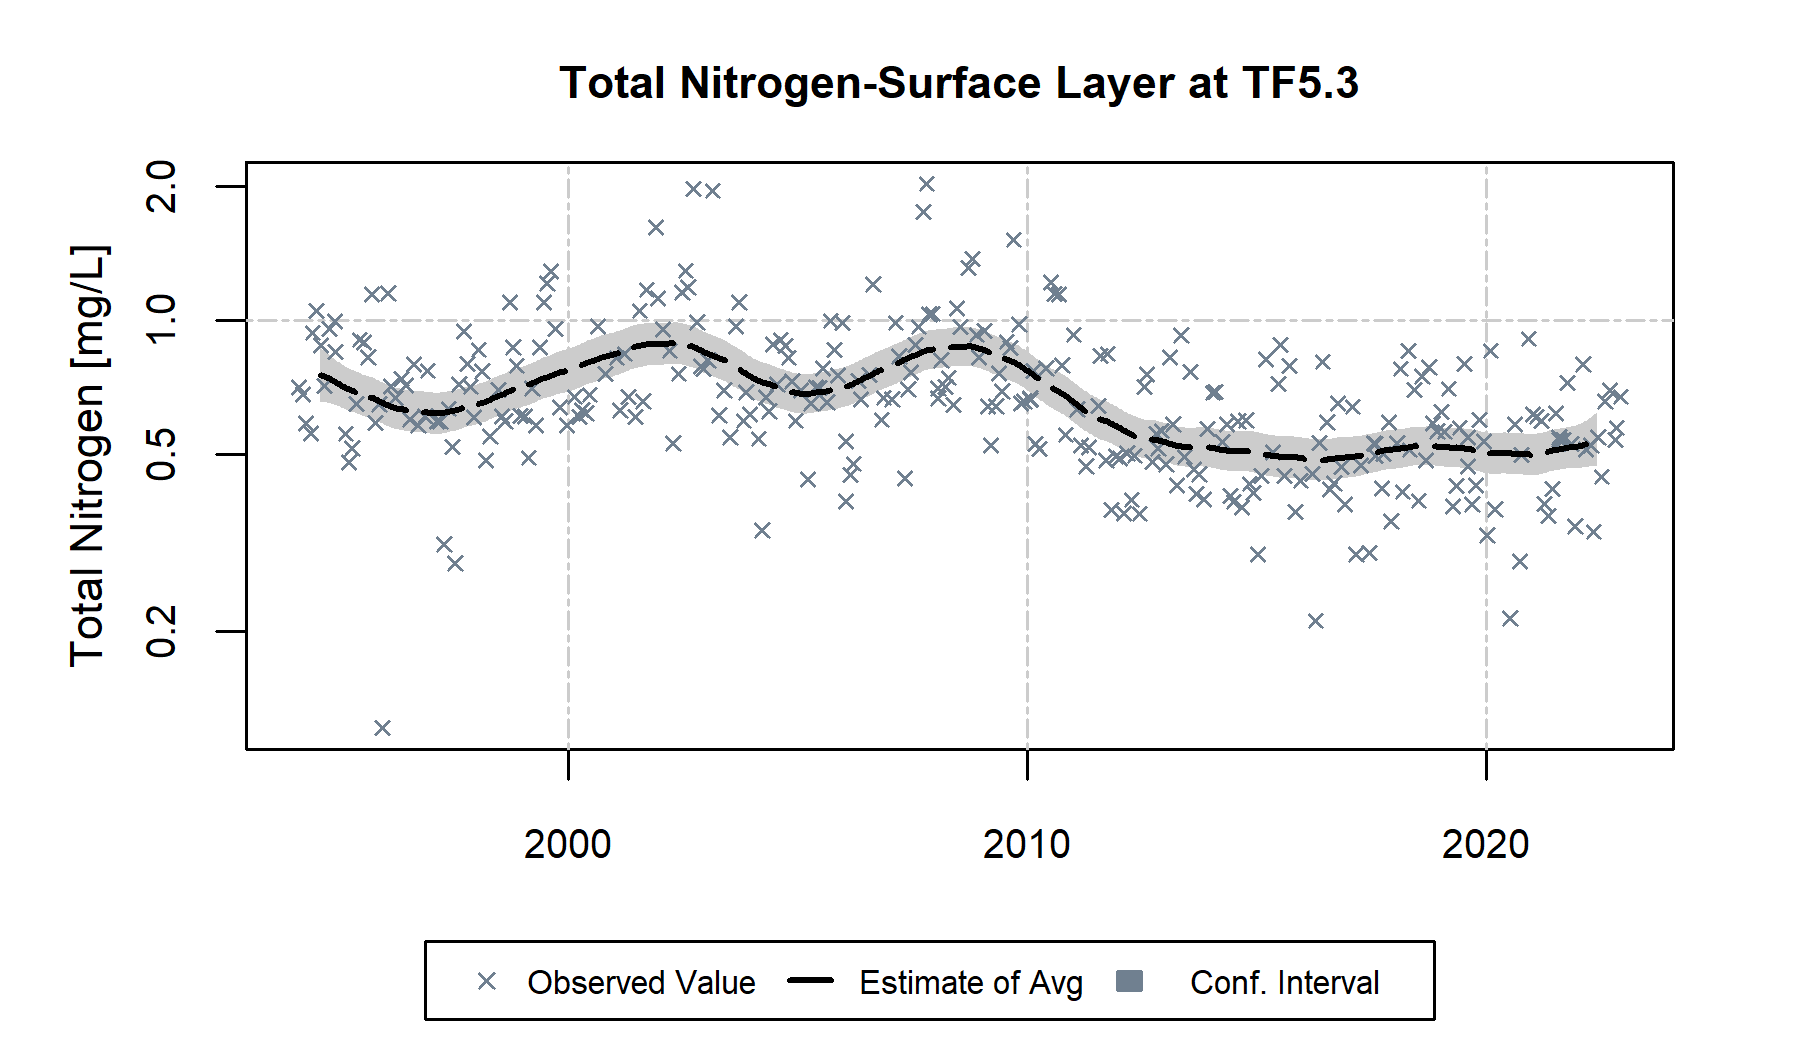 Total Nitrogen-Surface Layer at TF5.3
Total Nitrogen [mg/L]
2.0
1.0
0.5
0.2
2000 2010 2020
Observed Value Estimate of Avg Conf. Interval